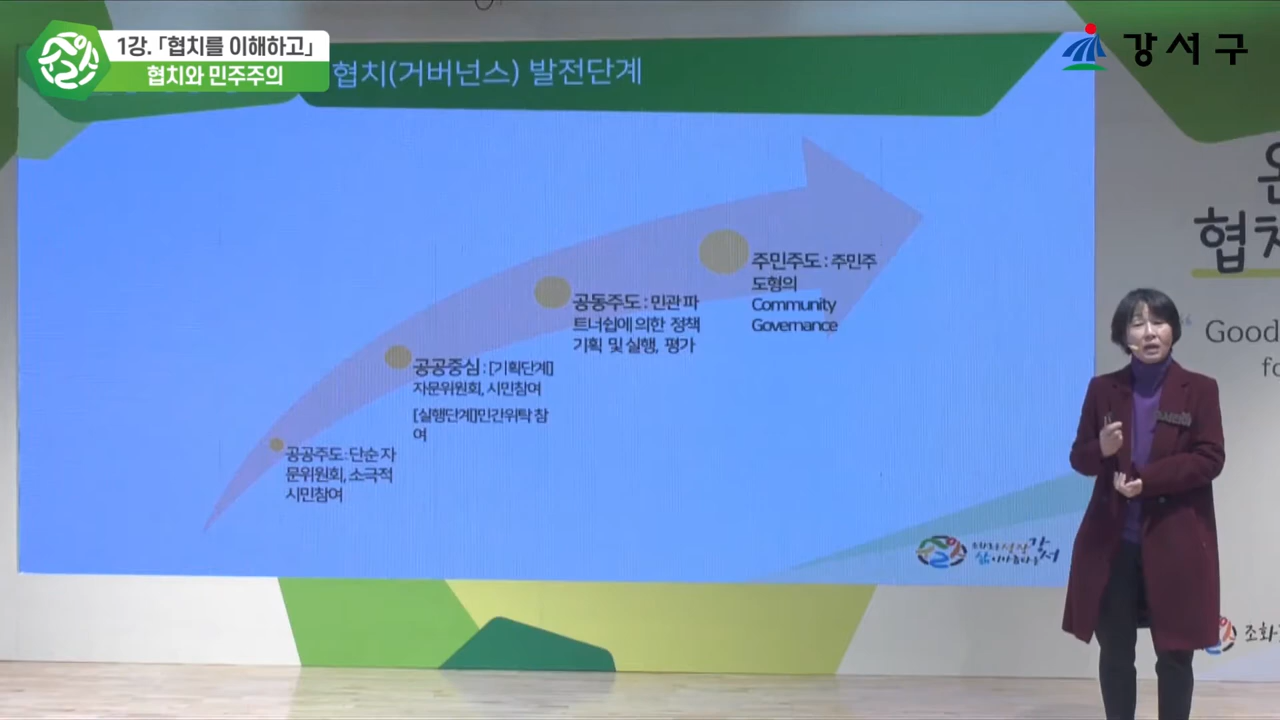 1강. 「협치를 이해하고」
협치와 민주주의
협치(거버넌스) 발전단계
강서구
주민주도 : 주민주
도형의
Community
Governance
공동주도 : 민관 파
트너쉽에 의한 정책
기획 및 실행, 평가
공공중심 : [기획단계]
자문위원회, 시민참여
[실행단계]민간위탁 참
여
공공주도 : 단순 자
문위원회, 소극적
시민참여
협치
Good
조화